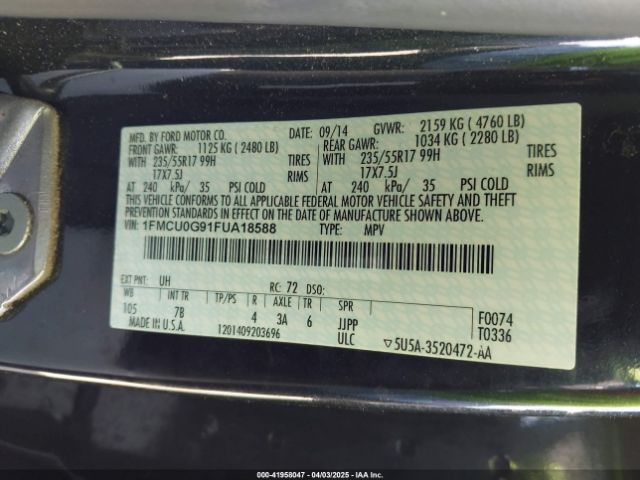 MFD. BY FORD MOTOR CO. DATE: 09/14 GVWR: 2159 KG ( 4760 LB)
FRONT GAWR: 1125 KG ( 2480 LB) REAR GAWR: 1034 KG ( 2280 LB)
WITH 235/55R17 99H TIRES WITH 235/55R17 99H TIRES
17X7.5J RIMS 17X7.5J RIMS
AT 240 kPa/ 35 PSI COLD AT 240 kPa/ 35 PSI COLD
THIS VEHICLE CONFORMS TO ALL APPLICABLE FEDERAL MOTOR VEHICLE SAFETY AND THEFT
PREVENTION STANDARDS IN EFFECT ON THE DATE OF MANUFACTURE SHOWN ABOVE.
VIN: 1FMCU0G91FUA18588 TYPE: MPV
EXT PNT: UH RC: 72 DSO:
WB INT TR TP/PS R AXLE TR SPR
105 7B 4 3A 6 JJPP F0074
MADE IN U.S.A. 1201409203696 ULC T0336
▽5U5A-3520472-AA
000-41958047 - 04/03/2025 - IAAI, Inc.